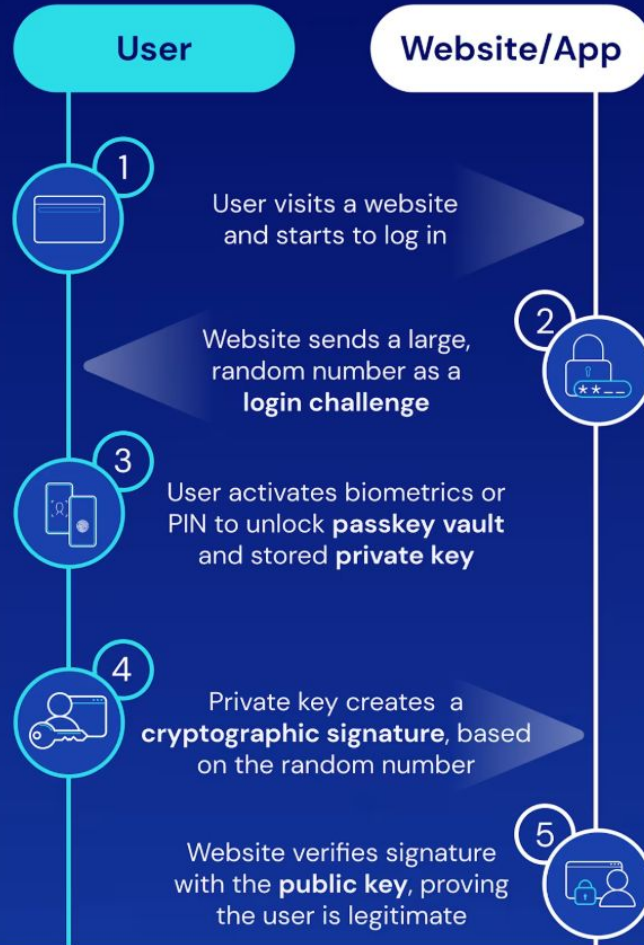 User
Website/App
1
User visits a website
and starts to log in
2
Website sends a large,
random number as a
login challenge
**__
3
User activates biometrics or
PIN to unlock passkey vault
and stored private key
4
Private key creates a
cryptographic signature, based
on the random number
5
Website verifies signature
with the public key, proving
the user is legitimate